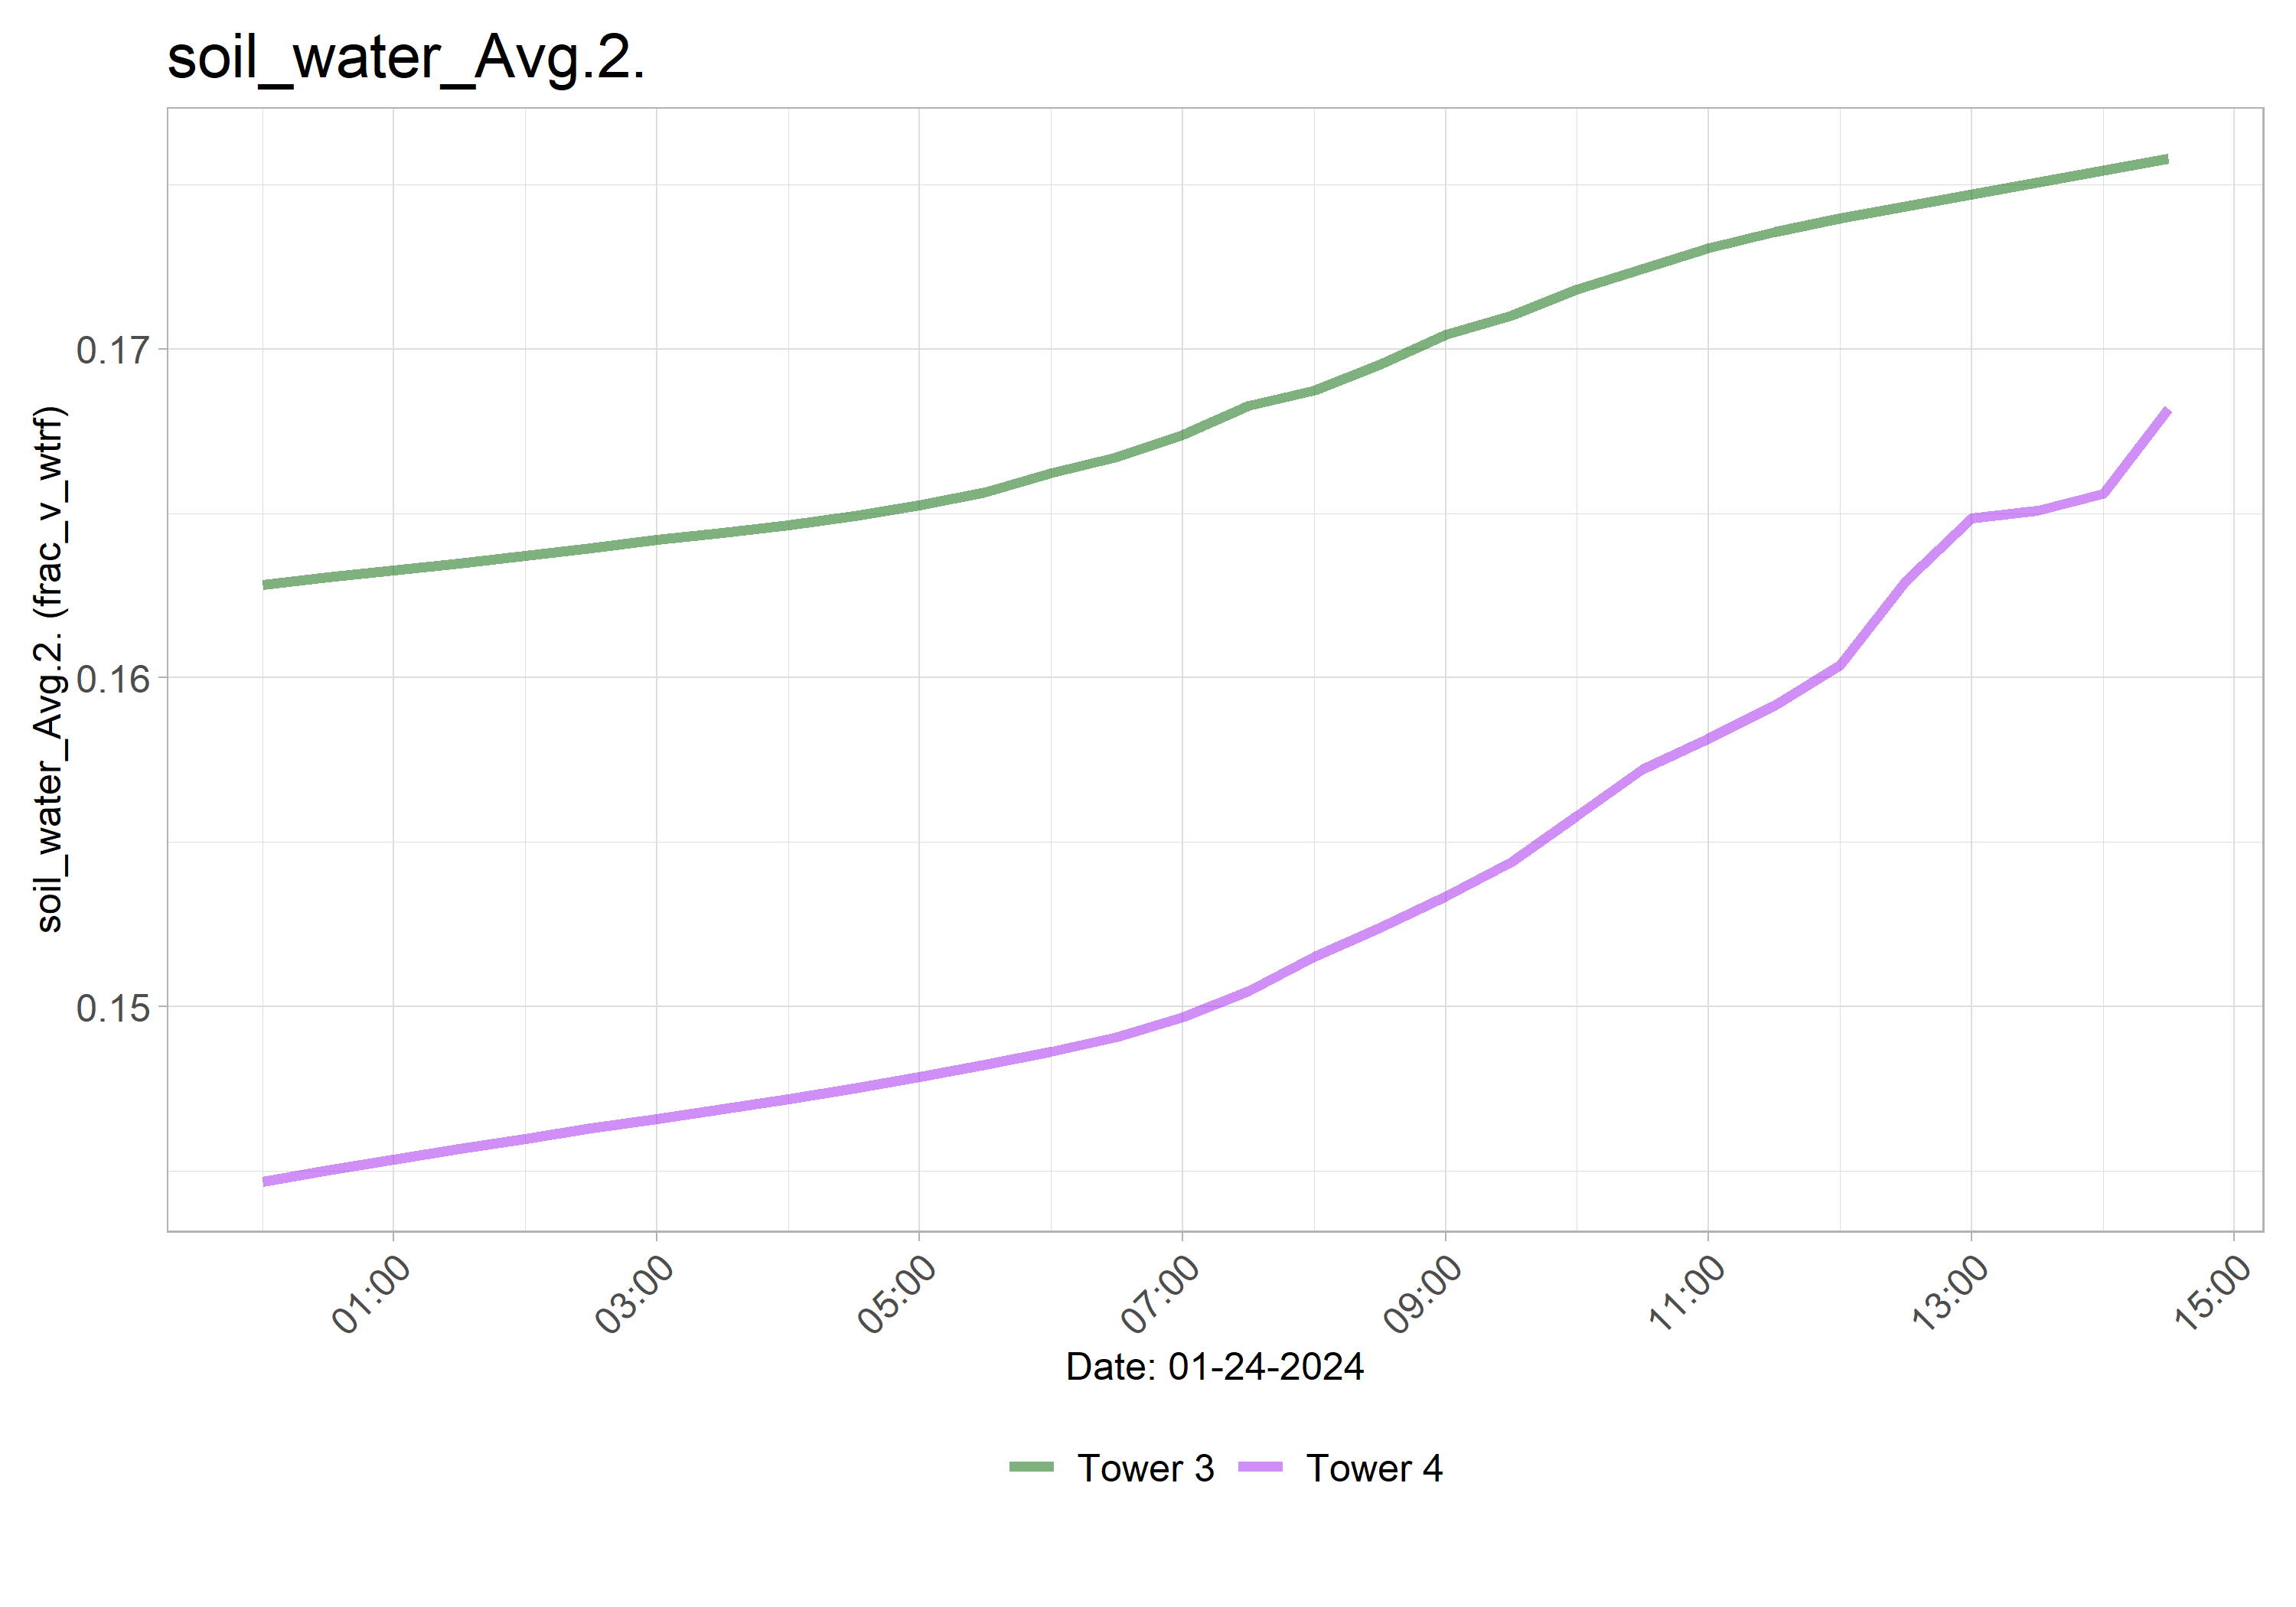 soil_water_Avg.2.
soil_water_Avg.2. (frac_v_wtrf)
0.17
0.16
0.15
01:00
03:00
05:00
07:00
09:00
11:00
13:00
15:00
Date: 01-24-2024
Tower 3
Tower 4